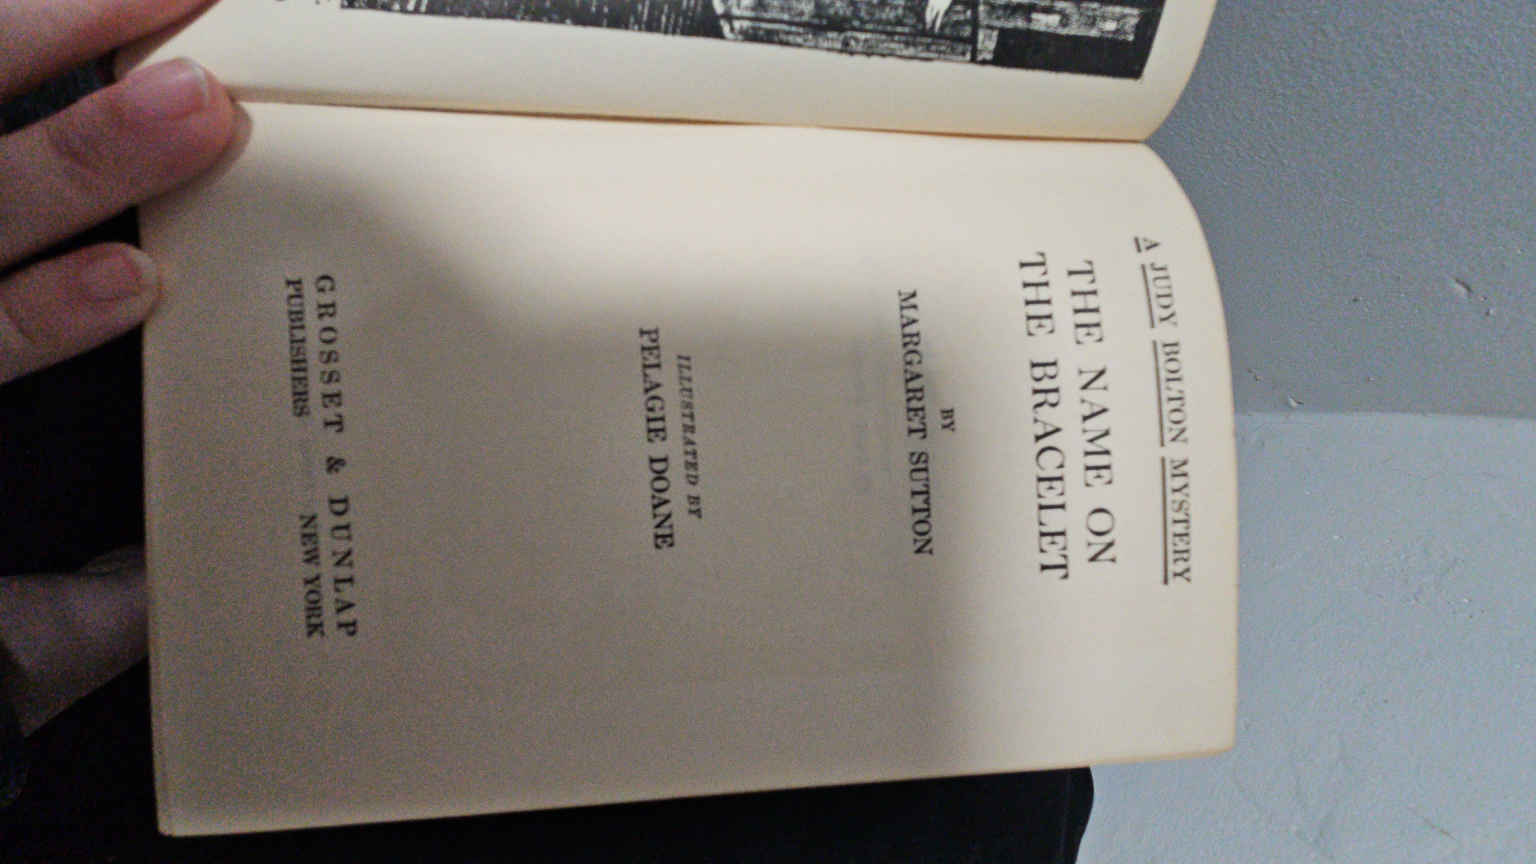 A JUDY BOLTON MYSTERY
THE NAME ON
THE BRACELET
BY
MARGARET SUTTON
ILLUSTRATED BY
PELAGIE DOANE
GROSSET & DUNLAP
PUBLISHERS NEW YORK